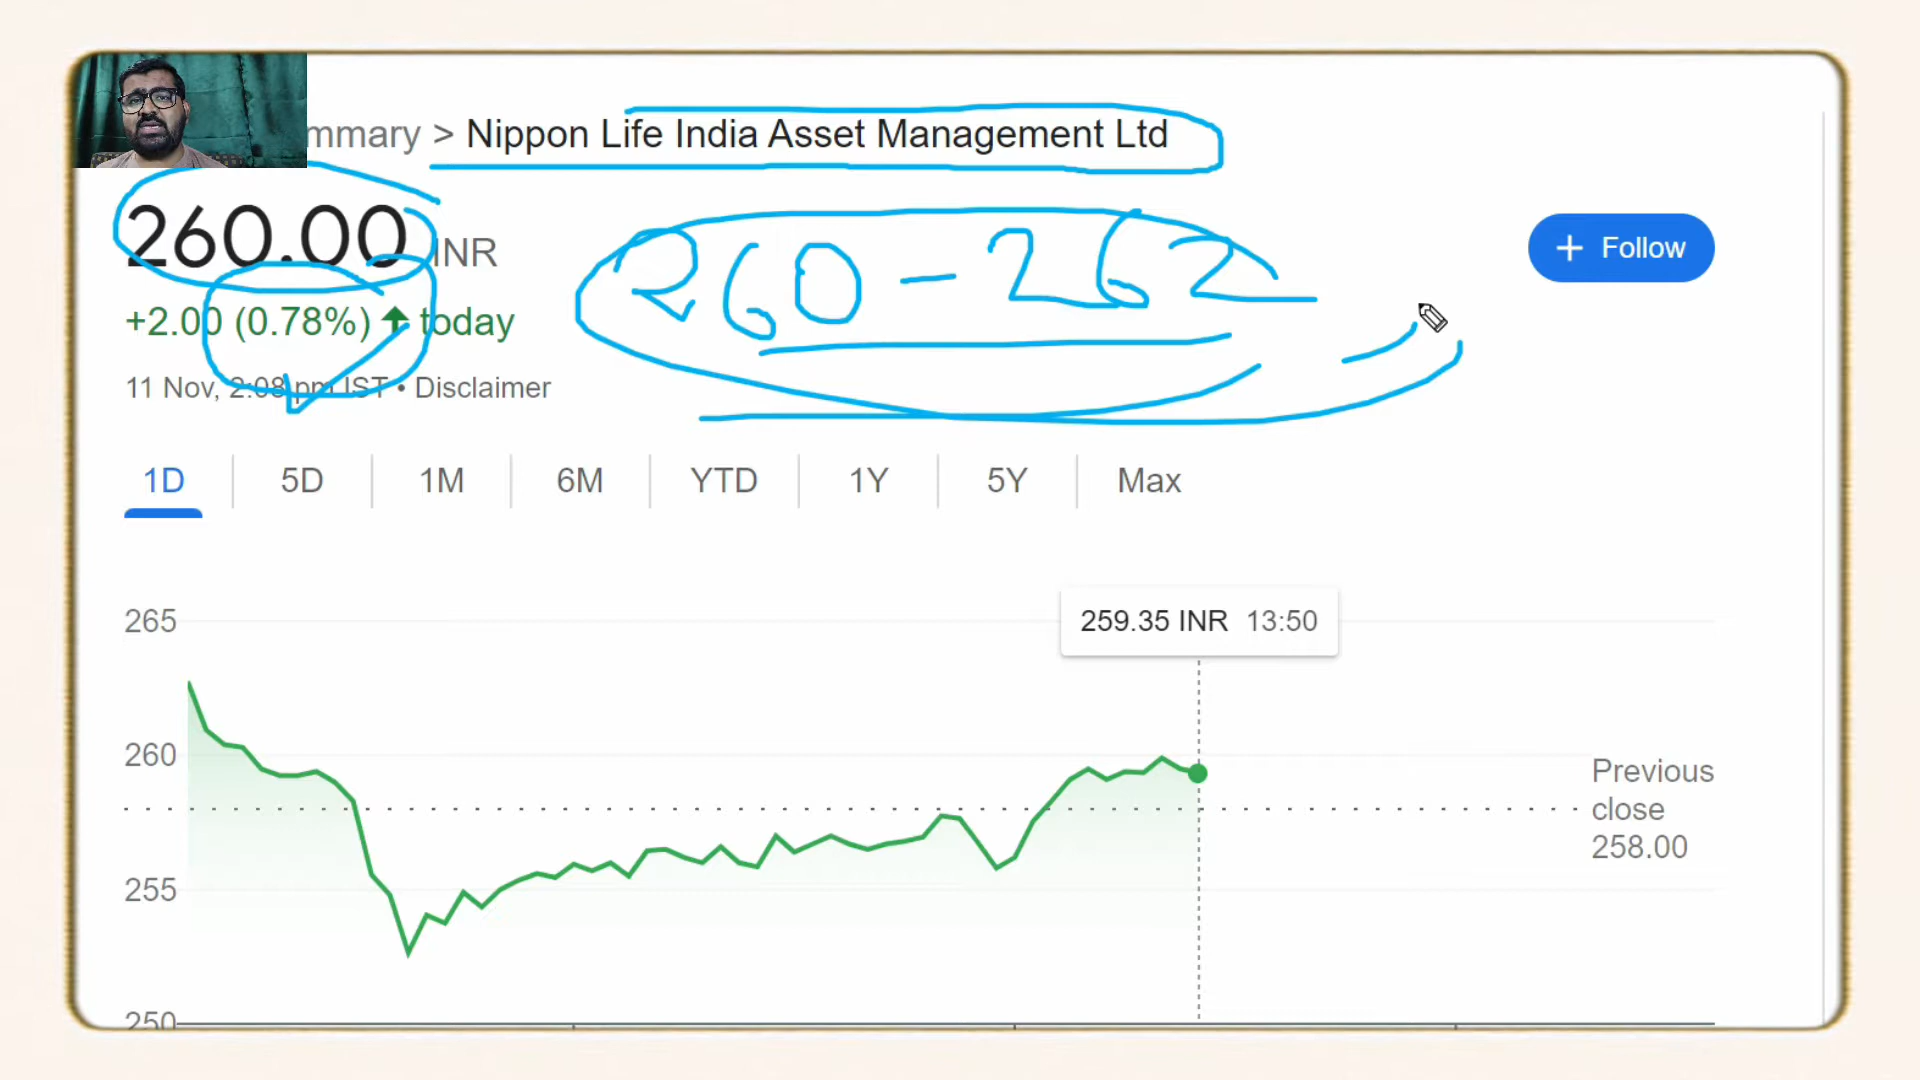 mmary > Nippon Life India Asset Management Ltd
260.00 INR
260-262
+ Follow
+2.00 (0.78%) ↑ today
11 Nov, 2:08 pm IST • Disclaimer
1D 5D 1M 6M YTD 1Y 5Y Max
265
259.35 INR 13:50
260
Previous
close
258.00
255
250